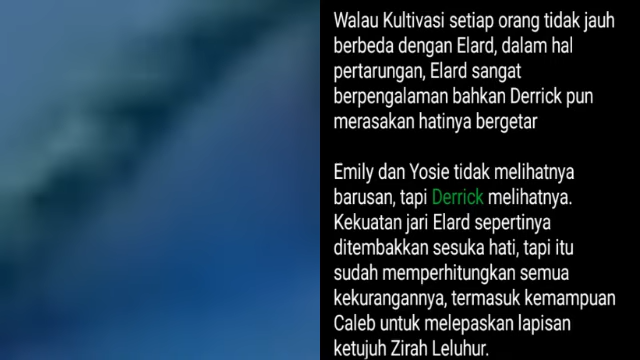 Walau Kultivasi setiap orang tidak jauh
berbeda dengan Elard, dalam hal
pertarungan, Elard sangat
berpengalaman bahkan Derrick pun
merasakan hatinya bergetar
Emily dan Yosie tidak melihatnya
barusan, tapi Derrick melihatnya.
Kekuatan jari Elard sepertinya
ditembakkan sesuka hati, tapi itu
sudah memperhitungkan semua
kekurangannya, termasuk kemampuan
Caleb untuk melepaskan lapisan
ketujuh Zirah Leluhur.